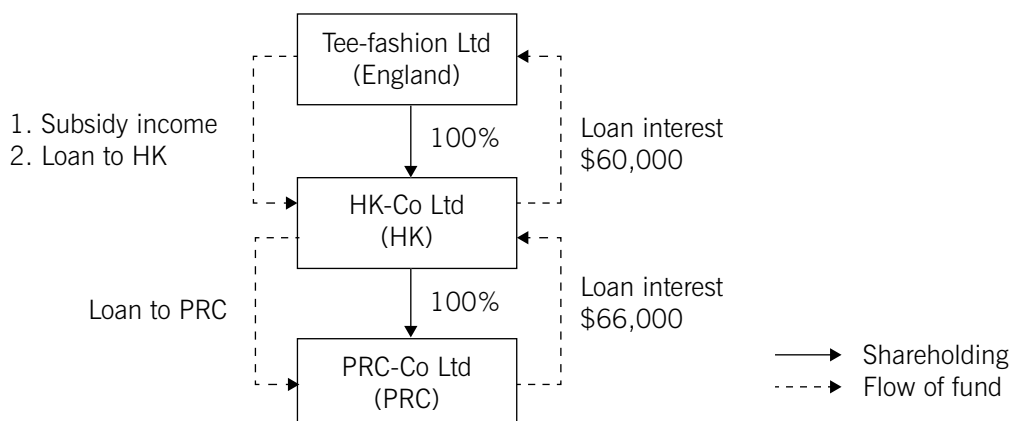 Tee-fashion Ltd
(England)
1. Subsidy income
2. Loan to HK
100%
Loan interest
$60,000
HK-Co Ltd
(HK)
Loan to PRC
100%
Loan interest
$66,000
PRC-Co Ltd
(PRC)
Shareholding
Flow of fund